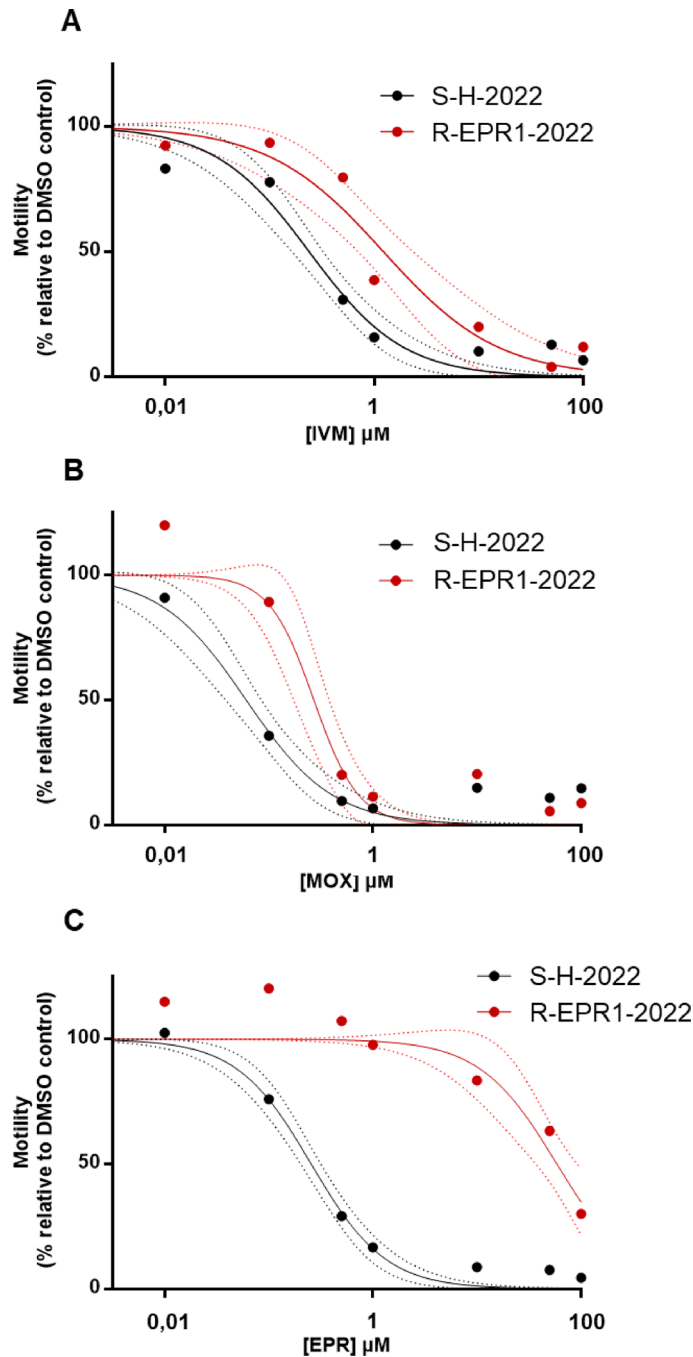 A
S-H-2022
R-EPR1-2022
Motility
(% relative to DMSO control)
100
50
0
0,01
1
100
[IVM] µM
B
S-H-2022
R-EPR1-2022
Motility
(% relative to DMSO control)
100
50
0
0,01
1
100
[MOX] µM
C
S-H-2022
R-EPR1-2022
Motility
(% relative to DMSO control)
100
50
0
0,01
1
100
[EPR] µM